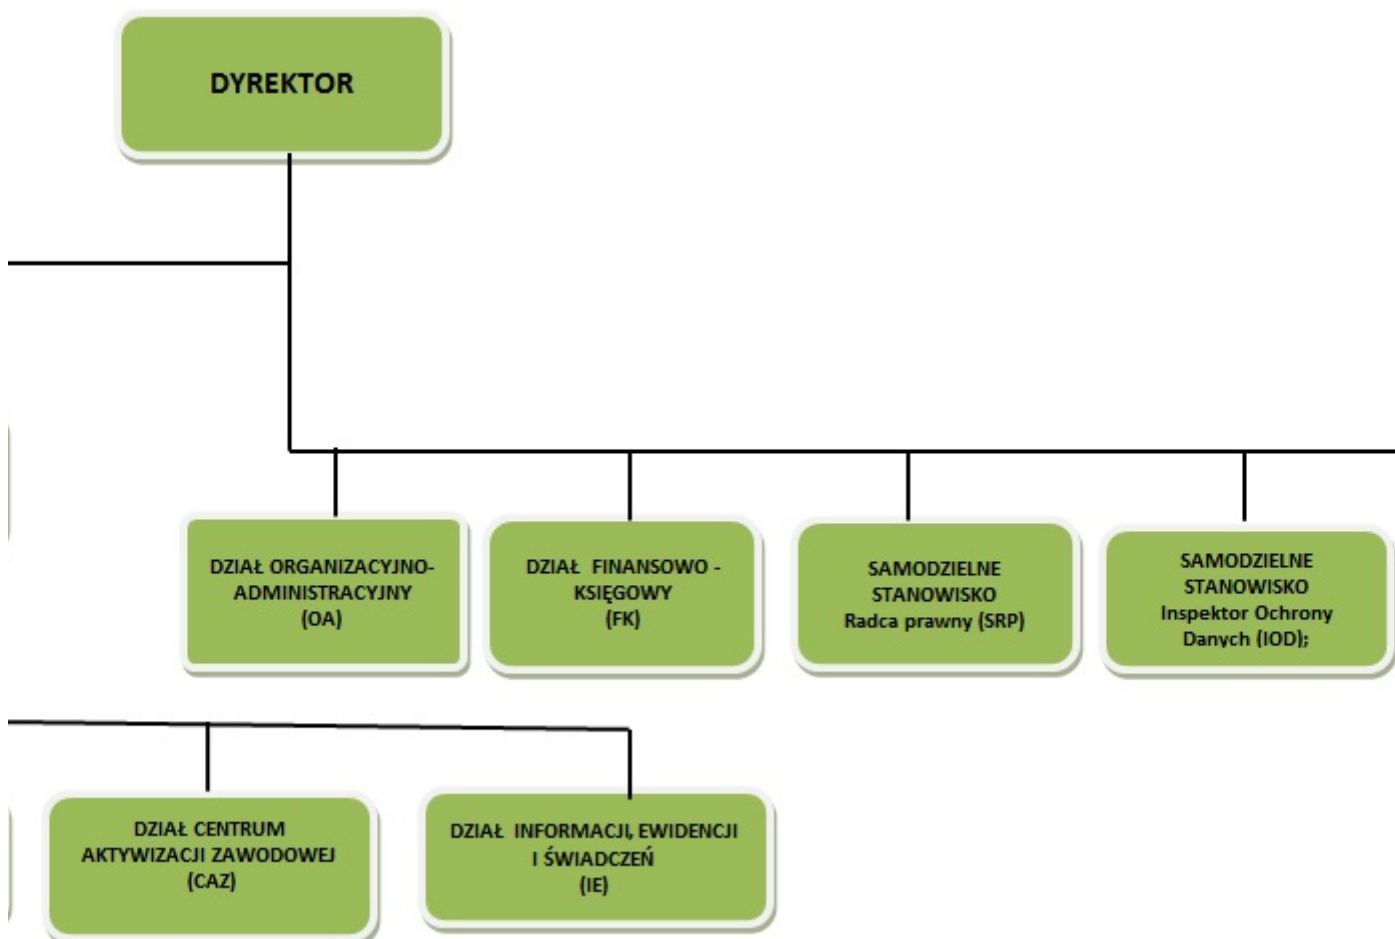 DYREKTOR
DZIAŁ ORGANIZACYJNO-
ADMINISTRACYJNY
(OA)
DZIAŁ FINANSOWO -
KSIĘGOWY
(FK)
SAMODZIELNE
STANOWISKO
Radca prawny (SRP)
SAMODZIELNE
STANOWISKO
Inspektor Ochrony
Danych (IOD);
DZIAŁ CENTRUM
AKTYWIZACJI ZAWODOWEJ
(CAZ)
DZIAŁ INFORMACJI, EWIDENCJI
I ŚWIADCZEŃ
(IE)